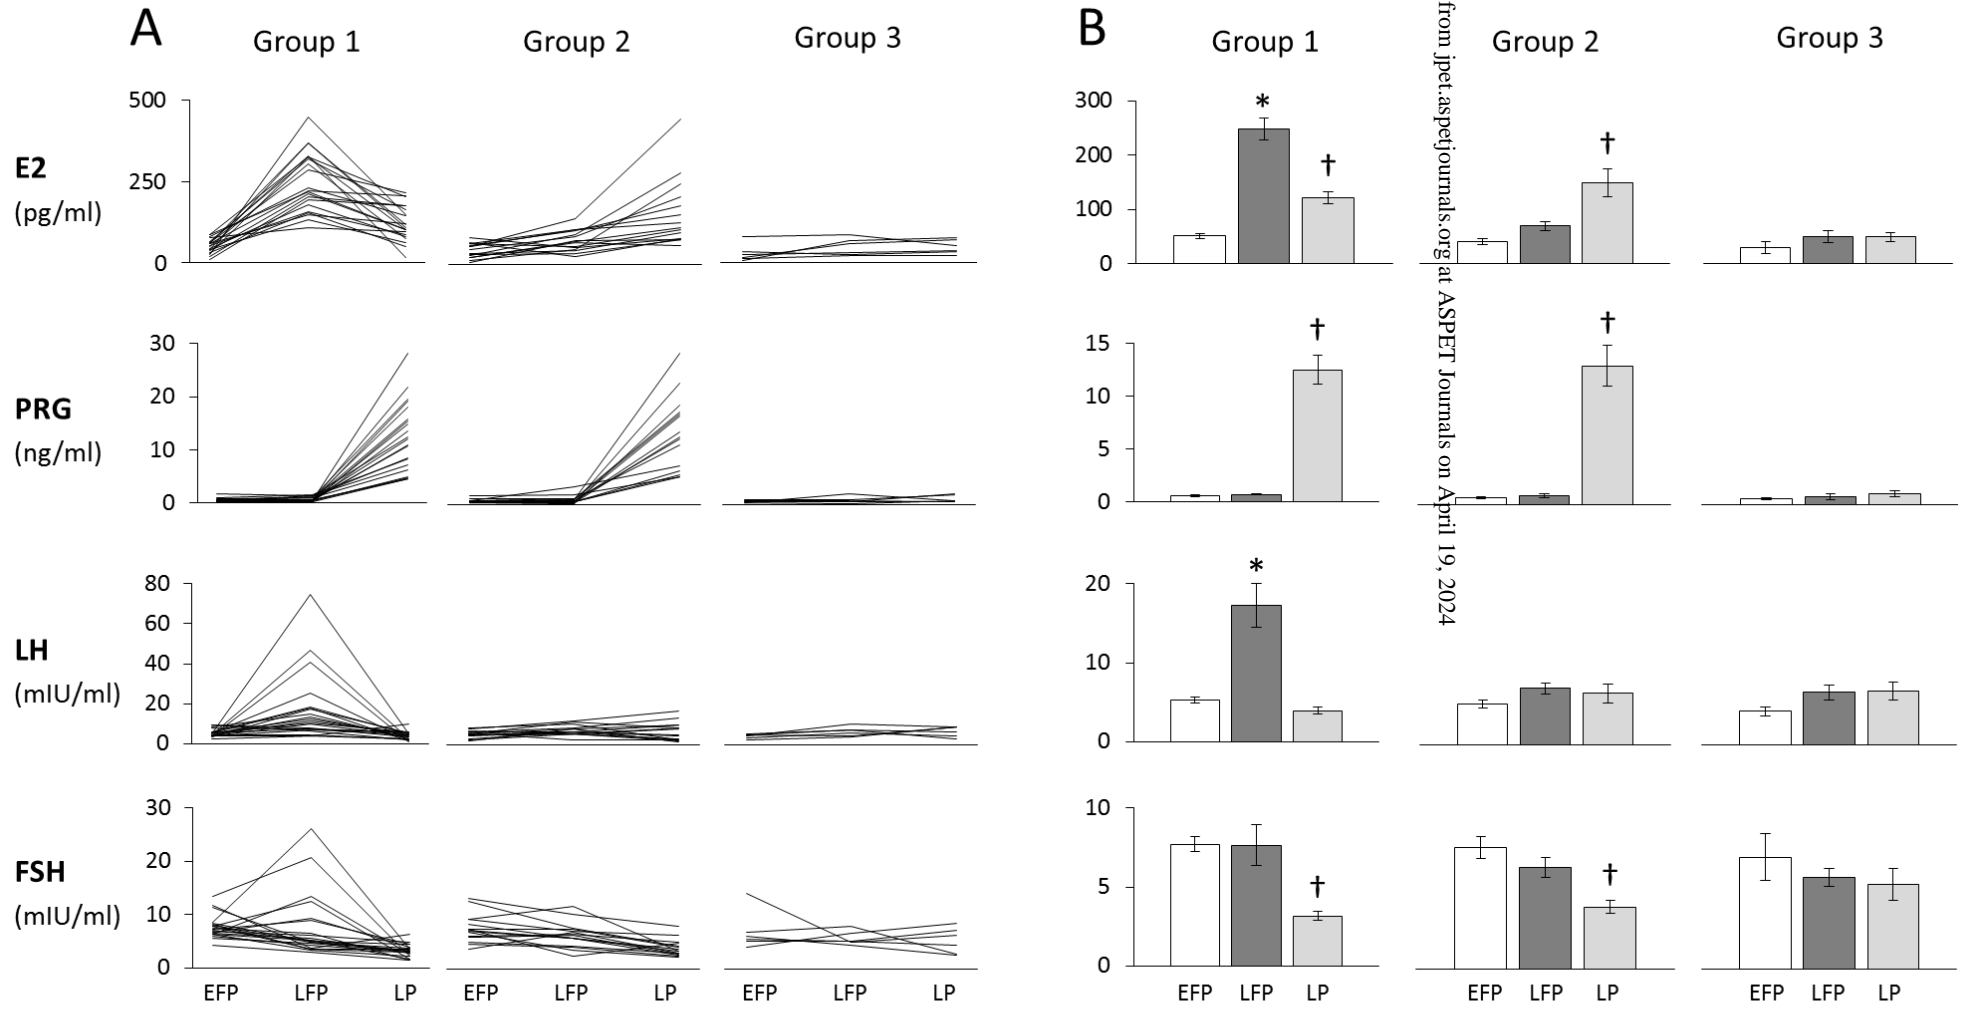 A
Group 1 Group 2 Group 3
E2
(pg/ml)
500
250
0
PRG
(ng/ml)
30
20
10
0
LH
(mIU/ml)
80
60
40
20
0
FSH
(mIU/ml)
30
20
10
0
EFP LFP LP EFP LFP LP EFP LFP LP
B
Group 1 Group 2 Group 3
300
200
100
0
* † †
15
10
5
0
† †
20
10
0
*
10
5
0
† †
EFP LFP LP EFP LFP LP EFP LFP LP
from jpet.aspetjournals.org at ASPET Journals on April 19, 2024